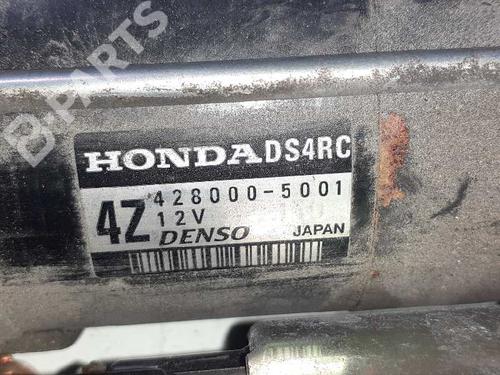 B-PARTS
HONDA DS4RC
4Z 428000-5001
12V
DENSO JAPAN